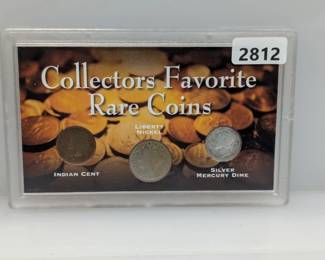 2812
Collectors Favorite
Rare Coins
LIBERTY
NICKEL
INDIAN CENT
SILVER
MERCURY DIME